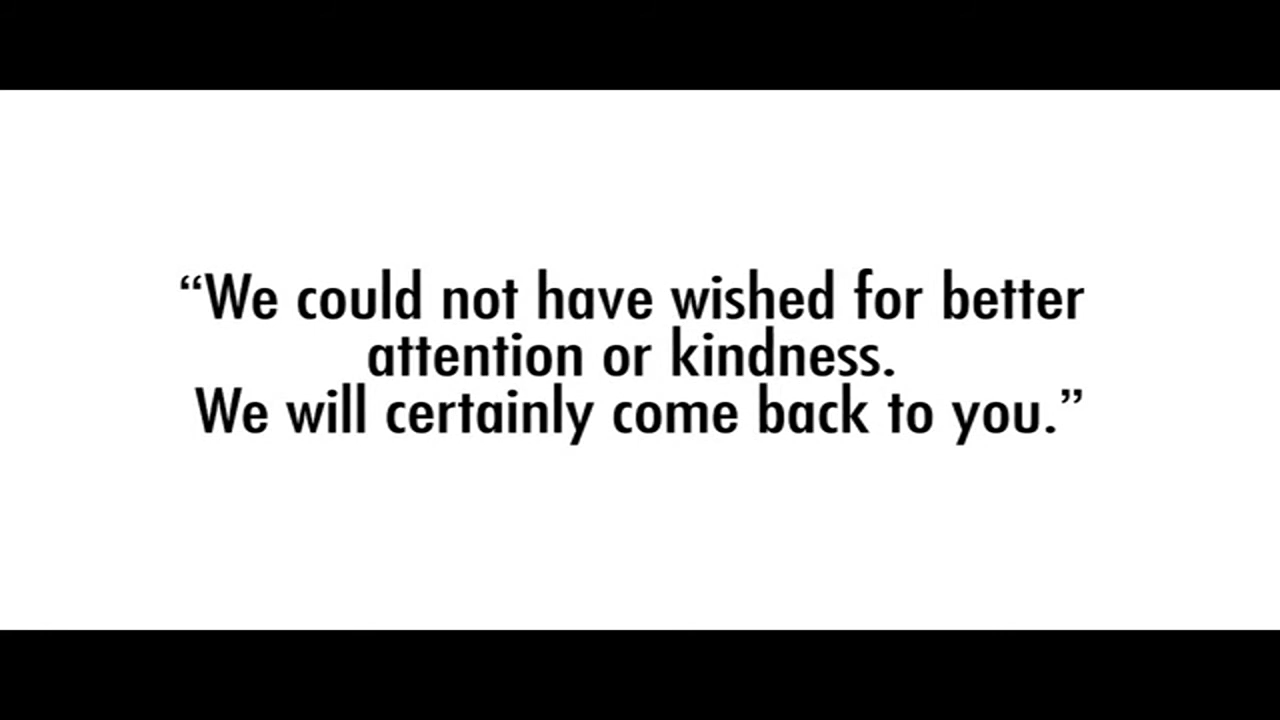 “We could not have wished for better
attention or kindness.
We will certainly come back to you.”